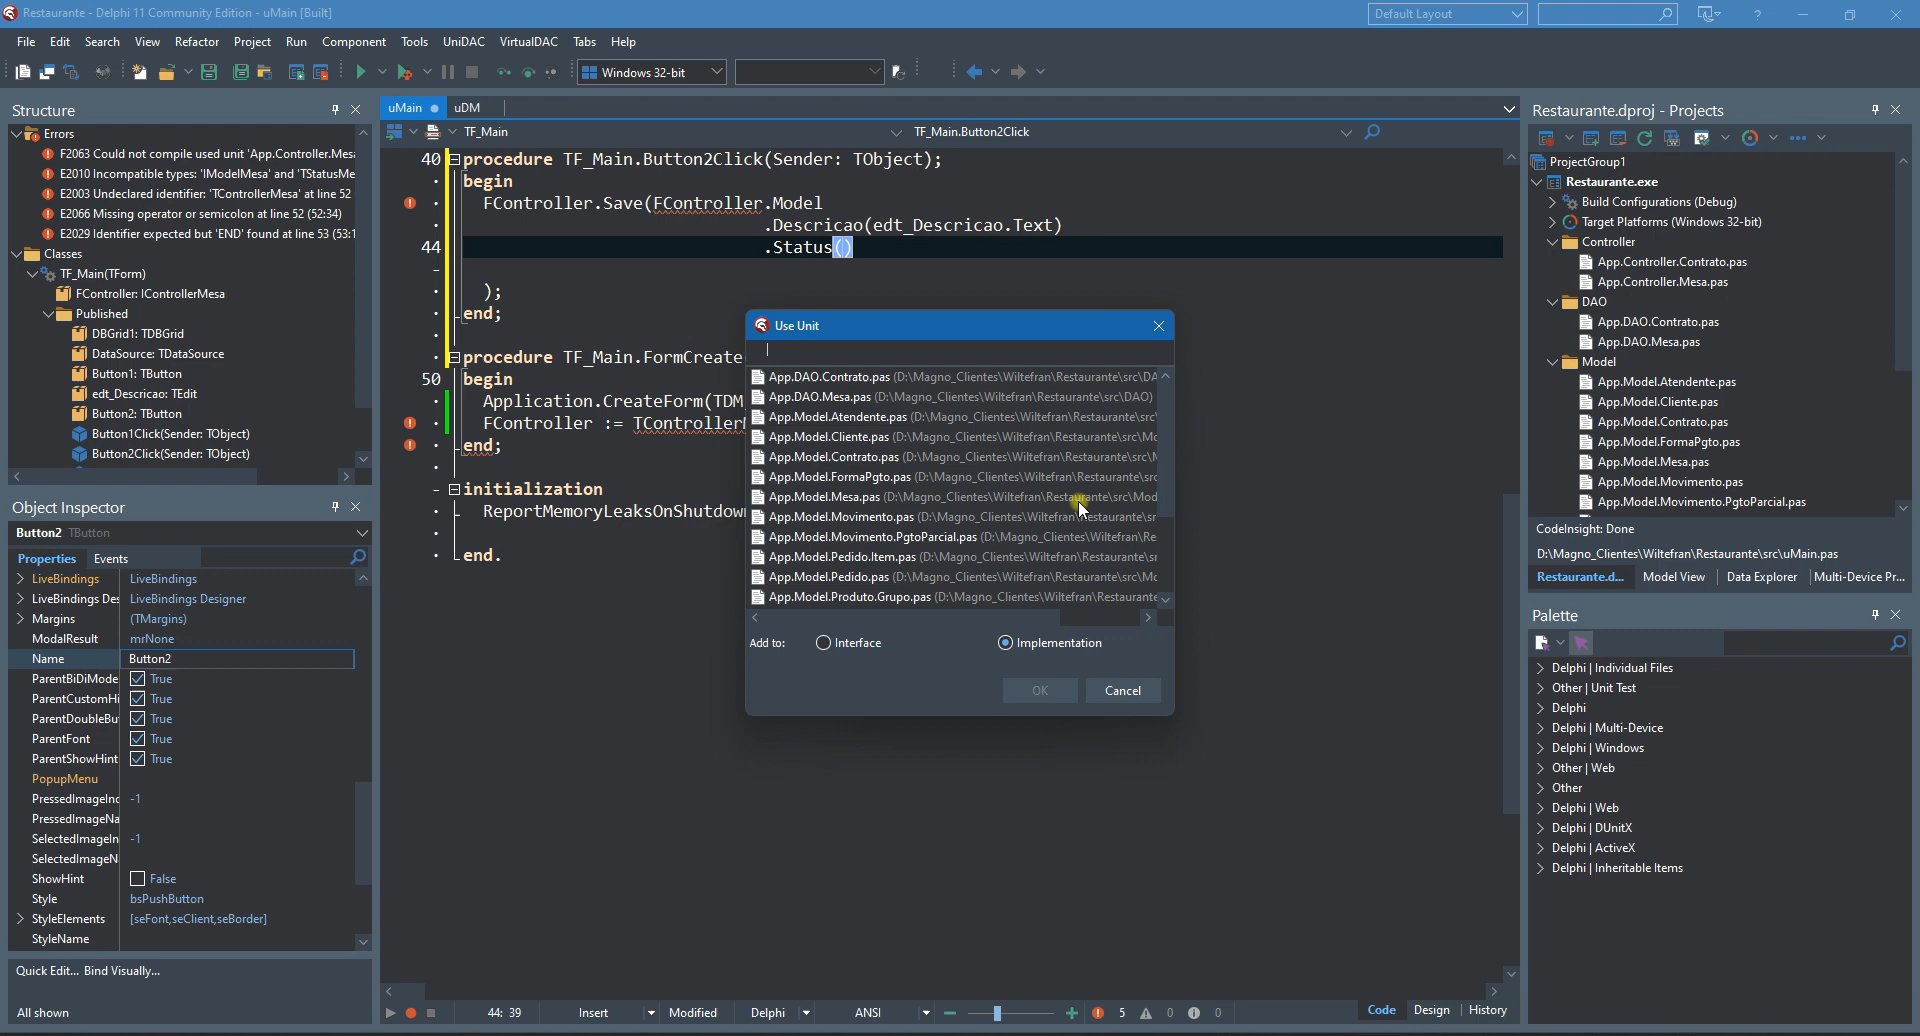 Restaurante - Delphi 11 Community Edition - uMain [Built]
Default Layout
?
File Edit Search View Refactor Project Run Component Tools UniDAC VirtualDAC Tabs Help
Windows 32-bit
Structure
Errors
F2063 Could not compile used unit 'App.Controller.Mesa
E2010 Incompatible types: 'IModelMesa' and 'TStatusMe
E2003 Undeclared identifier: 'TControllerMesa' at line 52
E2066 Missing operator or semicolon at line 52 (52:34)
E2029 Identifier expected but 'END' found at line 53 (53:1
Classes
TF_Main(TForm)
FController: IControllerMesa
Published
DBGrid1: TDBGrid
DataSource: TDataSource
Button1: TButton
edt_Descricao: TEdit
Button2: TButton
Button1Click(Sender: TObject)
Button2Click(Sender: TObject)
Object Inspector
Button2 TButton
Properties Events
LiveBindings LiveBindings
LiveBindings Des LiveBindings Designer
Margins (TMargins)
ModalResult mrNone
Name Button2
ParentBiDiMode True
ParentCustomHi True
ParentDoubleBu True
ParentFont True
ParentShowHint True
PopupMenu
PressedImageInd -1
PressedImageNa
SelectedImageIn -1
SelectedImageN
ShowHint False
Style bsPushButton
StyleElements [seFont,seClient,seBorder]
StyleName
Quick Edit... Bind Visually...
All shown
uMain uDM
TF_Main TF_Main.Button2Click
40 procedure TF_Main.Button2Click(Sender: TObject);
begin
FController.Save(FController.Model
.Descricao(edt_Descricao.Text)
44 .Status()
);
end;
procedure TF_Main.FormCreate
50 begin
Application.CreateForm(TDM
FController := TController
end;
initialization
ReportMemoryLeaksOnShutdow
end.
Use Unit
App.DAO.Contrato.pas (D:\Magno_Clientes\Wiltefran\Restaurante\src\DA
App.DAO.Mesa.pas (D:\Magno_Clientes\Wiltefran\Restaurante\src\DAO)
App.Model.Atendente.pas (D:\Magno_Clientes\Wiltefran\Restaurante\src\
App.Model.Cliente.pas (D:\Magno_Clientes\Wiltefran\Restaurante\src\Mo
App.Model.Contrato.pas (D:\Magno_Clientes\Wiltefran\Restaurante\src\M
App.Model.FormaPgto.pas (D:\Magno_Clientes\Wiltefran\Restaurante\src
App.Model.Mesa.pas (D:\Magno_Clientes\Wiltefran\Restaurante\src\Mod
App.Model.Movimento.pas (D:\Magno_Clientes\Wiltefran\Restaurante\sr
App.Model.Movimento.PgtoParcial.pas (D:\Magno_Clientes\Wiltefran\Re
App.Model.Pedido.Item.pas (D:\Magno_Clientes\Wiltefran\Restaurante\sr
App.Model.Pedido.pas (D:\Magno_Clientes\Wiltefran\Restaurante\src\Mo
App.Model.Produto.Grupo.pas (D:\Magno_Clientes\Wiltefran\Restaurante
Add to: Interface Implementation
OK Cancel
44: 39 Insert Modified Delphi ANSI 5 0 0 Code Design History
Restaurante.dproj - Projects
ProjectGroup1
Restaurante.exe
Build Configurations (Debug)
Target Platforms (Windows 32-bit)
Controller
App.Controller.Contrato.pas
App.Controller.Mesa.pas
DAO
App.DAO.Contrato.pas
App.DAO.Mesa.pas
Model
App.Model.Atendente.pas
App.Model.Cliente.pas
App.Model.Contrato.pas
App.Model.FormaPgto.pas
App.Model.Mesa.pas
App.Model.Movimento.pas
App.Model.Movimento.PgtoParcial.pas
CodeInsight: Done
D:\Magno_Clientes\Wiltefran\Restaurante\src\uMain.pas
Restaurante.d... Model View Data Explorer Multi-Device Pr...
Palette
Delphi | Individual Files
Other | Unit Test
Delphi
Delphi | Multi-Device
Delphi | Windows
Other | Web
Other
Delphi | Web
Delphi | DUnitX
Delphi | ActiveX
Delphi | Inheritable Items